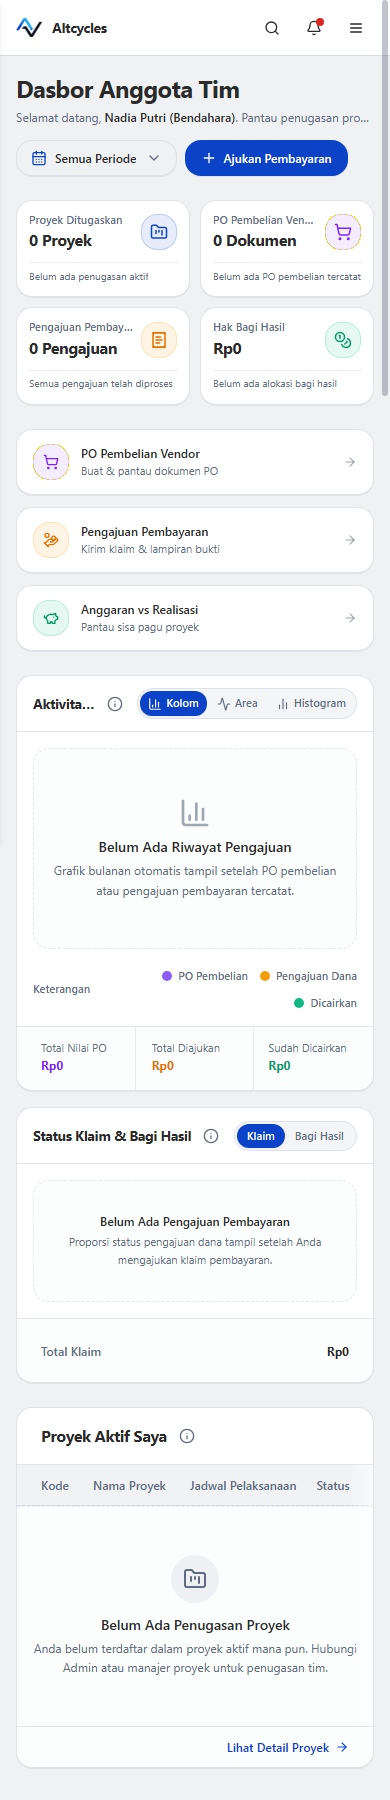 Altcycles
Dasbor Anggota Tim
Selamat datang, Nadia Putri (Bendahara). Pantau penugasan pro...
Semua Periode
Ajukan Pembayaran
Proyek Ditugaskan
0 Proyek
Belum ada penugasan aktif
PO Pembelian Ven...
0 Dokumen
Belum ada PO pembelian tercatat
Pengajuan Pembay...
0 Pengajuan
Semua pengajuan telah diproses
Hak Bagi Hasil
Rp0
Belum ada alokasi bagi hasil
PO Pembelian Vendor
Buat & pantau dokumen PO
Pengajuan Pembayaran
Kirim klaim & lampiran bukti
Anggaran vs Realisasi
Pantau sisa pagu proyek
Aktivita...
Kolom
Area
Histogram
Belum Ada Riwayat Pengajuan
Grafik bulanan otomatis tampil setelah PO pembelian
atau pengajuan pembayaran tercatat.
Keterangan
PO Pembelian
Pengajuan Dana
Dicairkan
Total Nilai PO
Rp0
Total Diajukan
Rp0
Sudah Dicairkan
Rp0
Status Klaim & Bagi Hasil
Klaim
Bagi Hasil
Belum Ada Pengajuan Pembayaran
Proporsi status pengajuan dana tampil setelah Anda
mengajukan klaim pembayaran.
Total Klaim
Rp0
Proyek Aktif Saya
Kode
Nama Proyek
Jadwal Pelaksanaan
Status
Belum Ada Penugasan Proyek
Anda belum terdaftar dalam proyek aktif mana pun. Hubungi
Admin atau manajer proyek untuk penugasan tim.
Lihat Detail Proyek